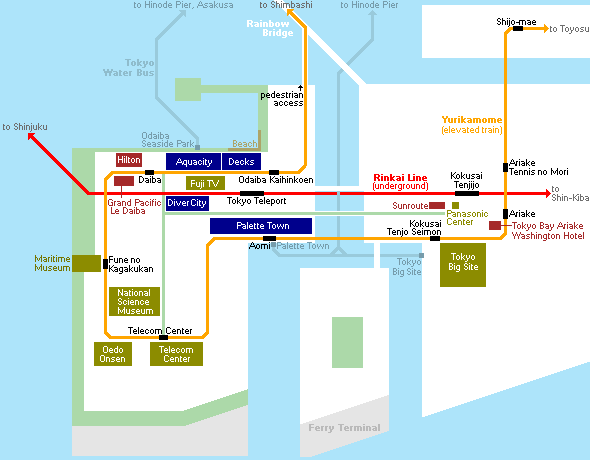 to Hinode Pier, Asakusa
to Shimbashi
to Hinode Pier
Rainbow
Bridge
Shijo-mae
to Toyosu
Tokyo
Water Bus
pedestrian
access
Yurikamome
(elevated train)
to Shinjuku
Odaiba
Seaside Park
Beach
Hilton
Aquacity
Decks
Daiba
Fuji TV
Odaiba Kaihinkoen
Ariake
Tennis no Mori
Rinkai Line
(underground)
Kokusai
Tenjijo
to
Shin-Kiba
Grand Pacific
Le Daiba
DiverCity
Tokyo Teleport
Sunroute
Panasonic
Center
Ariake
Palette Town
Kokusai
Tenjo Seimon
Tokyo Bay Ariake
Washington Hotel
Aomi
Palette Town
Maritime
Museum
Fune no
Kagakukan
Tokyo
Big Site
Tokyo
Big Site
National
Science
Museum
Telecom Center
Oedo
Onsen
Telecom
Center
Ferry Terminal